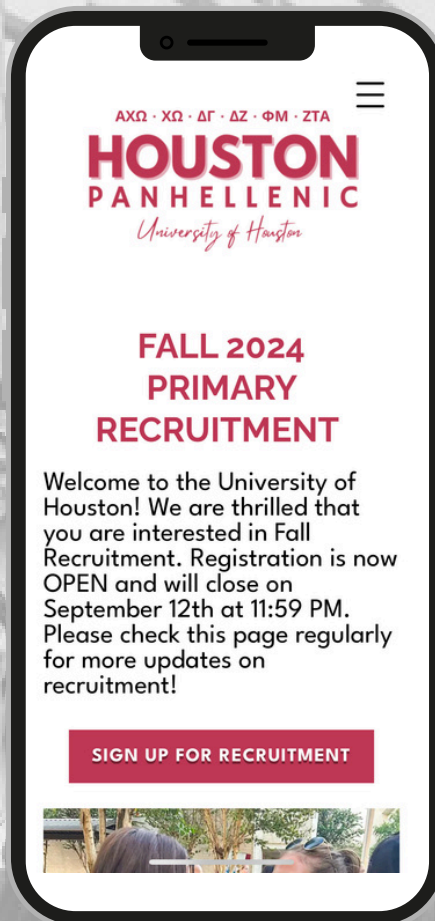 ΑΧΩ · ΧΩ · ΔΓ · ΔΖ · ΦΜ · ΖΤΑ
HOUSTON
PANHELLENIC
University of Houston
FALL 2024
PRIMARY
RECRUITMENT
Welcome to the University of
Houston! We are thrilled that
you are interested in Fall
Recruitment. Registration is now
OPEN and will close on
September 12th at 11:59 PM.
Please check this page regularly
for more updates on
recruitment!
SIGN UP FOR RECRUITMENT